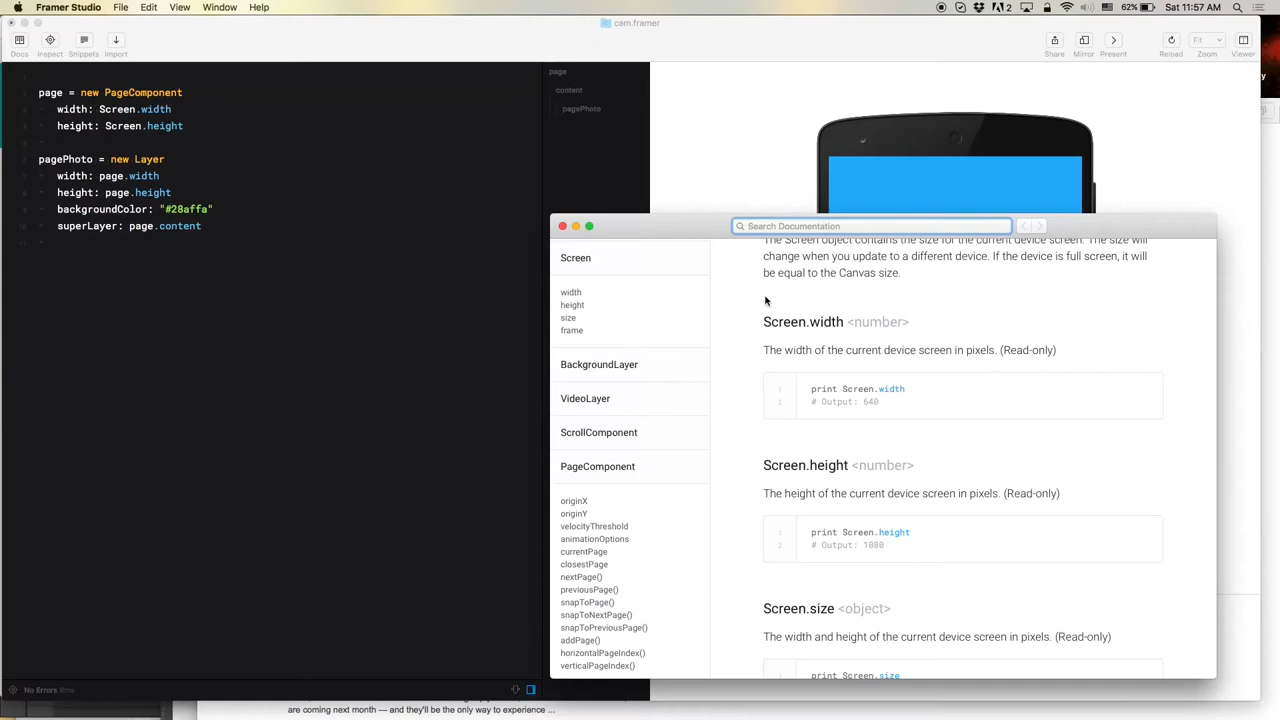 Framer Studio File Edit View Window Help
2 62% Sat 11:57 AM
cam.framer
Docs Inspect Snippets Import
Share Mirror Present Reload Fit Zoom Viewer
page
content
pagePhoto
page = new PageComponent
width: Screen.width
height: Screen.height
pagePhoto = new Layer
width: page.width
height: page.height
backgroundColor: "#28affa"
superLayer: page.content
No Errors 8ms
Search Documentation
Screen
width
height
size
frame
BackgroundLayer
VideoLayer
ScrollComponent
PageComponent
originX
originY
velocityThreshold
animationOptions
currentPage
closestPage
nextPage()
previousPage()
snapToPage()
snapToNextPage()
snapToPreviousPage()
addPage()
horizontalPageIndex()
verticalPageIndex()
The Screen object contains the size for the current device screen. The size will
change when you update to a different device. If the device is full screen, it will
be equal to the Canvas size.
Screen.width <number>
The width of the current device screen in pixels. (Read-only)
1 print Screen.width
2 # Output: 640
Screen.height <number>
The height of the current device screen in pixels. (Read-only)
1 print Screen.height
2 # Output: 1080
Screen.size <object>
The width and height of the current device screen in pixels. (Read-only)
print Screen.size
are coming next month — and they'll be the only way to experience ...